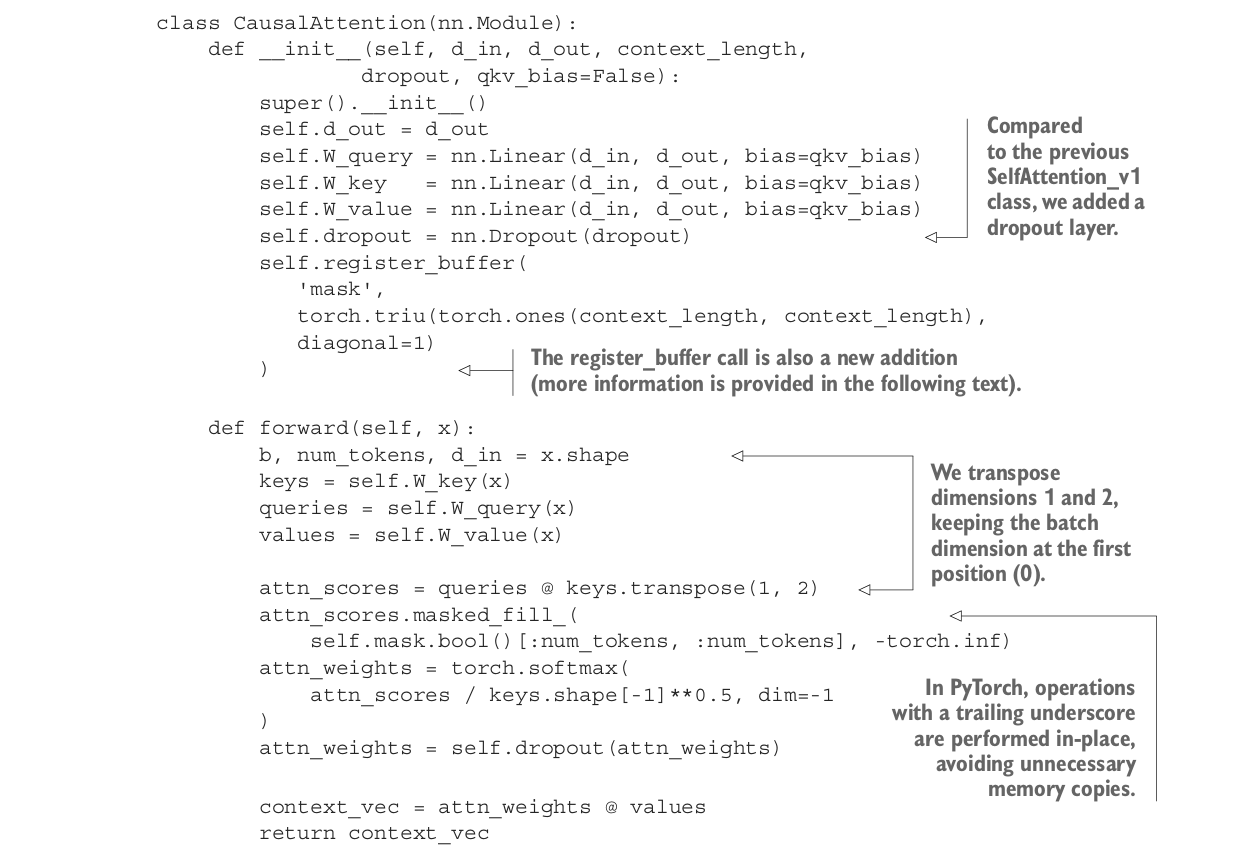 class CausalAttention(nn.Module):
    def __init__(self, d_in, d_out, context_length,
                dropout, qkv_bias=False):
        super().__init__()
        self.d_out = d_out
        self.W_query = nn.Linear(d_in, d_out, bias=qkv_bias)
        self.W_key   = nn.Linear(d_in, d_out, bias=qkv_bias)
        self.W_value = nn.Linear(d_in, d_out, bias=qkv_bias)
        self.dropout = nn.Dropout(dropout)
        self.register_buffer(
           'mask',
           torch.triu(torch.ones(context_length, context_length),
           diagonal=1)
        )
Compared
to the previous
SelfAttention_v1
class, we added a
dropout layer.
The register_buffer call is also a new addition
(more information is provided in the following text).
    def forward(self, x):
        b, num_tokens, d_in = x.shape
        keys = self.W_key(x)
        queries = self.W_query(x)
        values = self.W_value(x)
        attn_scores = queries @ keys.transpose(1, 2)
        attn_scores.masked_fill_(
            self.mask.bool()[:num_tokens, :num_tokens], -torch.inf)
        attn_weights = torch.softmax(
            attn_scores / keys.shape[-1]**0.5, dim=-1
        )
        attn_weights = self.dropout(attn_weights)
        context_vec = attn_weights @ values
        return context_vec
We transpose
dimensions 1 and 2,
keeping the batch
dimension at the first
position (0).
In PyTorch, operations
with a trailing underscore
are performed in-place,
avoiding unnecessary
memory copies.